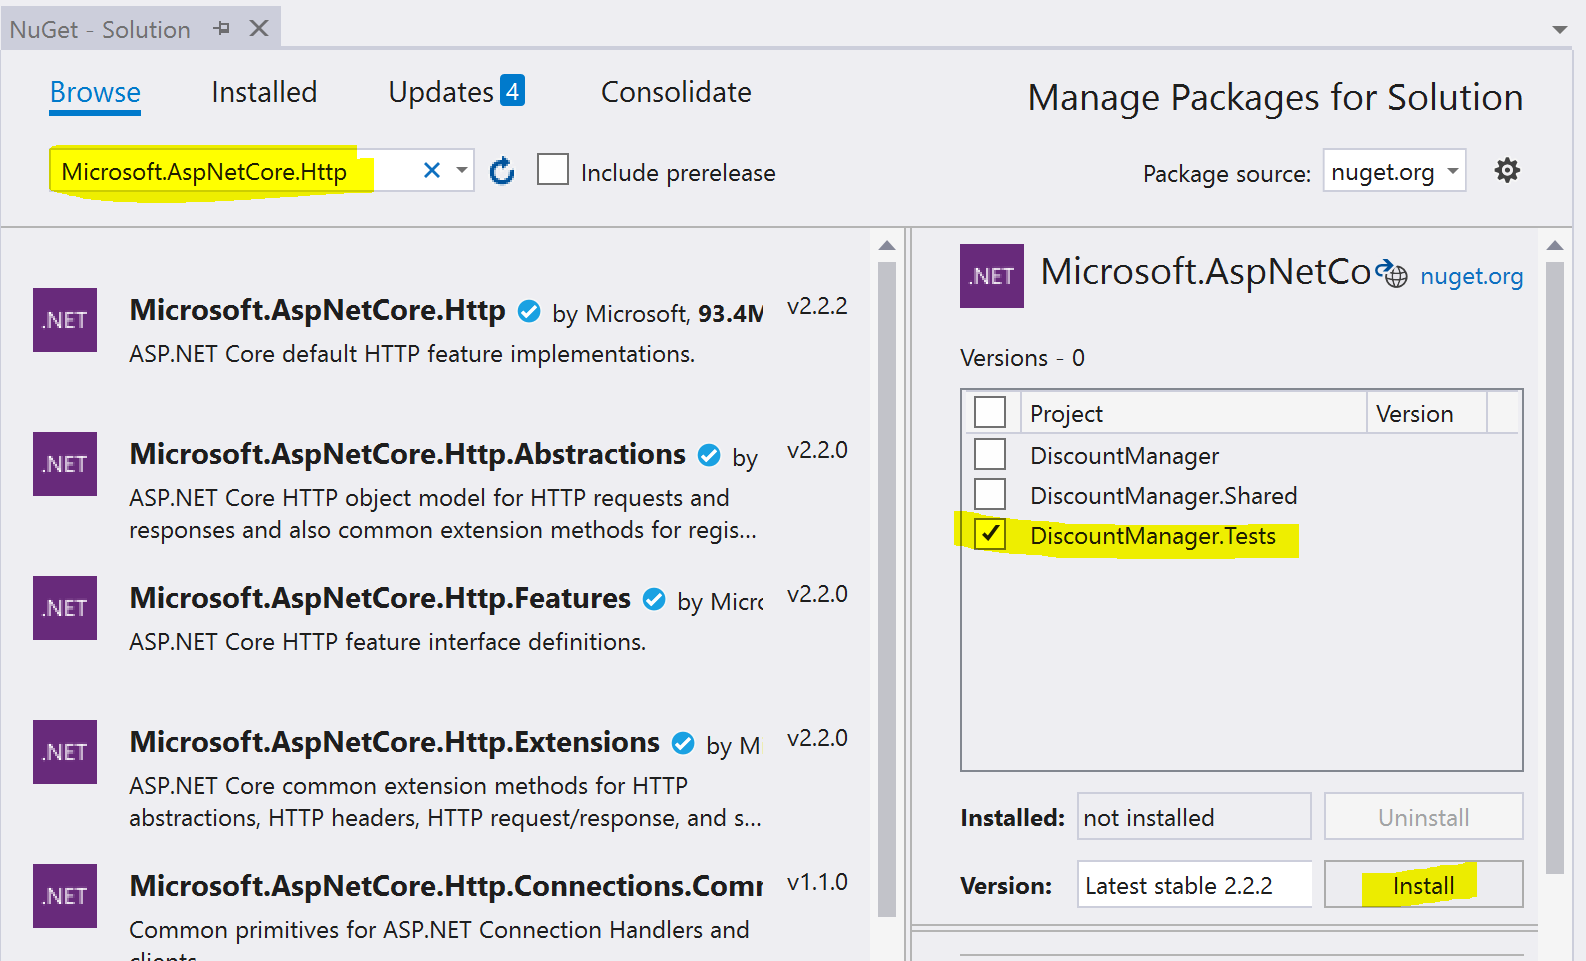 NuGet - Solution
Browse Installed Updates 4 Consolidate
Manage Packages for Solution
Microsoft.AspNetCore.Http
Include prerelease
Package source: nuget.org
.NET
Microsoft.AspNetCore.Http by Microsoft, 93.4M v2.2.2
ASP.NET Core default HTTP feature implementations.
.NET
Microsoft.AspNetCore.Http.Abstractions by v2.2.0
ASP.NET Core HTTP object model for HTTP requests and
responses and also common extension methods for regis...
.NET
Microsoft.AspNetCore.Http.Features by Micro v2.2.0
ASP.NET Core HTTP feature interface definitions.
.NET
Microsoft.AspNetCore.Http.Extensions by M v2.2.0
ASP.NET Core common extension methods for HTTP
abstractions, HTTP headers, HTTP request/response, and s...
.NET
Microsoft.AspNetCore.Http.Connections.Comm v1.1.0
Common primitives for ASP.NET Connection Handlers and
clients.
.NET
Microsoft.AspNetCo nuget.org
Versions - 0
Project Version
DiscountManager
DiscountManager.Shared
DiscountManager.Tests
Installed: not installed Uninstall
Version: Latest stable 2.2.2 Install